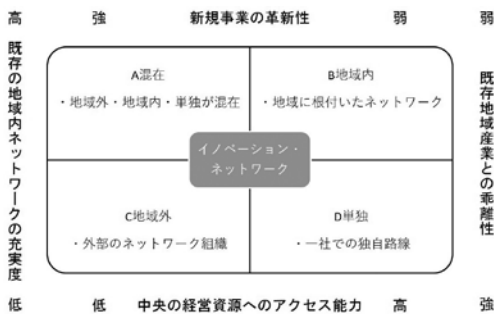 高 強 新規事業の革新性 弱 弱
既存の地域内ネットワークの充実度
A混在
・地域外・地域内・単独が混在
B地域内
・地域に根付いたネットワーク
イノベーション・
ネットワーク
C地域外
・外部のネットワーク組織
D単独
・一社での独自路線
既存地域産業との乖離性
低 低 中央の経営資源へのアクセス能力 高 強